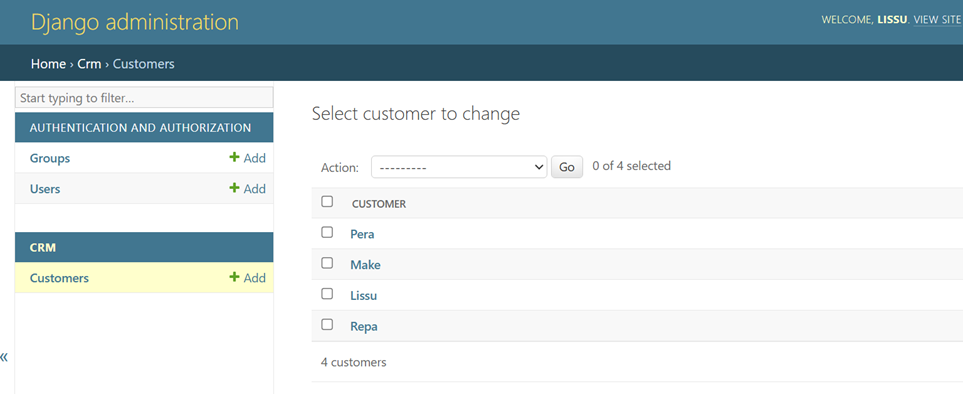 Django administration
WELCOME, LISSU. VIEW SITE
Home › Crm › Customers
Start typing to filter...
AUTHENTICATION AND AUTHORIZATION
Groups + Add
Users + Add
CRM
Customers + Add
«
Select customer to change
Action: --------- Go 0 of 4 selected
CUSTOMER
Pera
Make
Lissu
Repa
4 customers